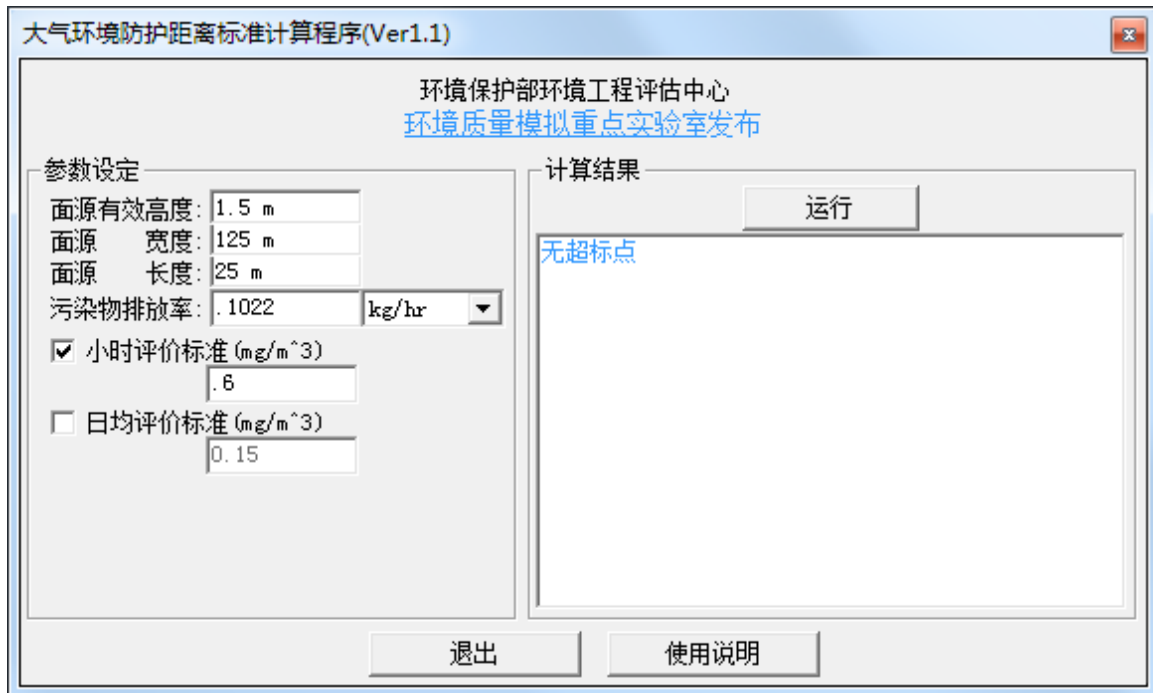 大气环境防护距离标准计算程序(Ver1.1)
环境保护部环境工程评估中心
环境质量模拟重点实验室发布
参数设定
面源有效高度: 1.5 m
面源 宽度: 125 m
面源 长度: 25 m
污染物排放率: .1022 kg/hr
小时评价标准(mg/m^3)
.6
日均评价标准(mg/m^3)
0.15
计算结果
运行
无超标点
退出
使用说明